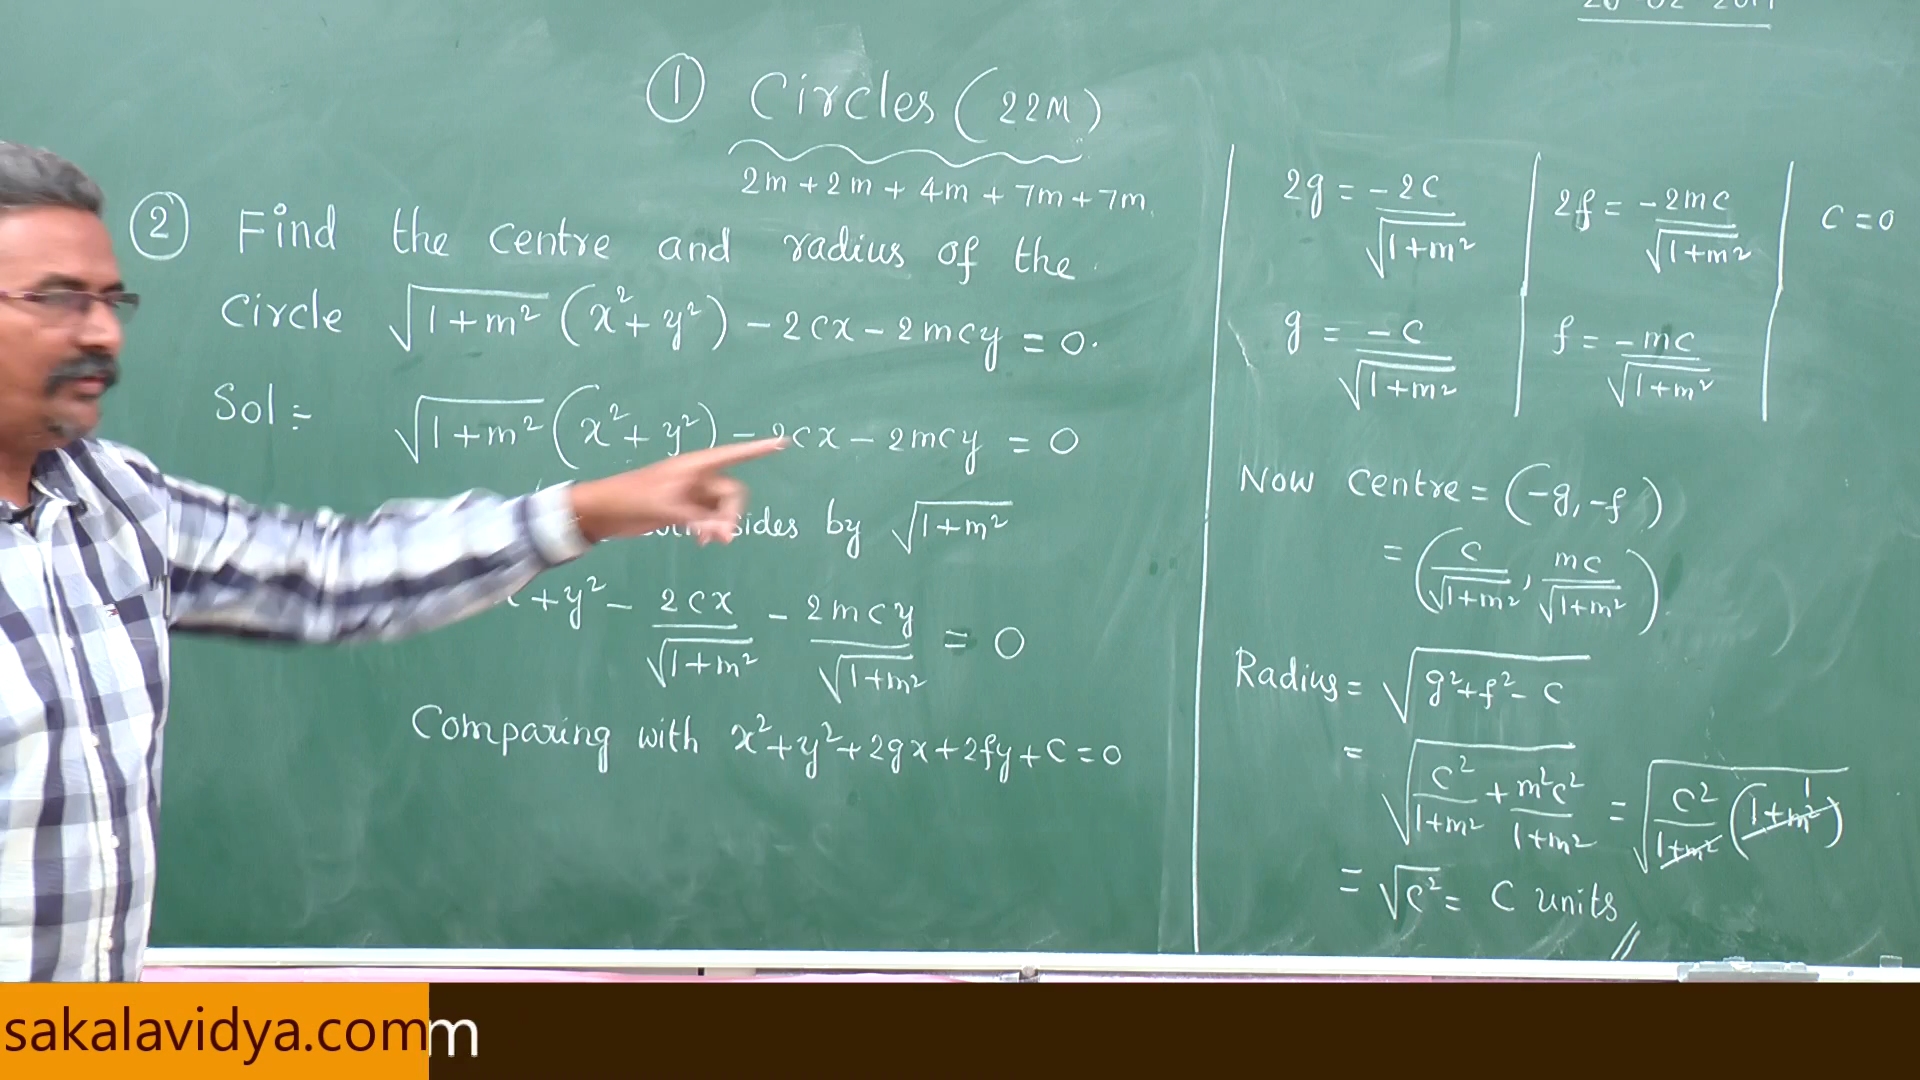 ① Circles (22M)
2m + 2m + 4m + 7m + 7m.
② Find the centre and radius of the
Circle √(1+m²) (x²+y²) − 2cx − 2mcy = 0.
Sol:- √(1+m²) (x²+y²) − 2cx − 2mcy = 0
sides by √(1+m²)
+y² − 2cx/√(1+m²) − 2mcy/√(1+m²) = 0
Comparing with x²+y²+2gx+2fy+C=0
2g = −2c/√(1+m²) | 2f = −2mc/√(1+m²) | C=0
g = −c/√(1+m²) | f = −mc/√(1+m²)
Now Centre = (−g, −f)
= (c/√(1+m²), mc/√(1+m²)).
Radius = √(g²+f²−c)
= √(c²/(1+m²) + m²c²/(1+m²)) = √(c²/(1+m²) (1+m²)) 1
= √c² = C units //
sakalavidya.com
m